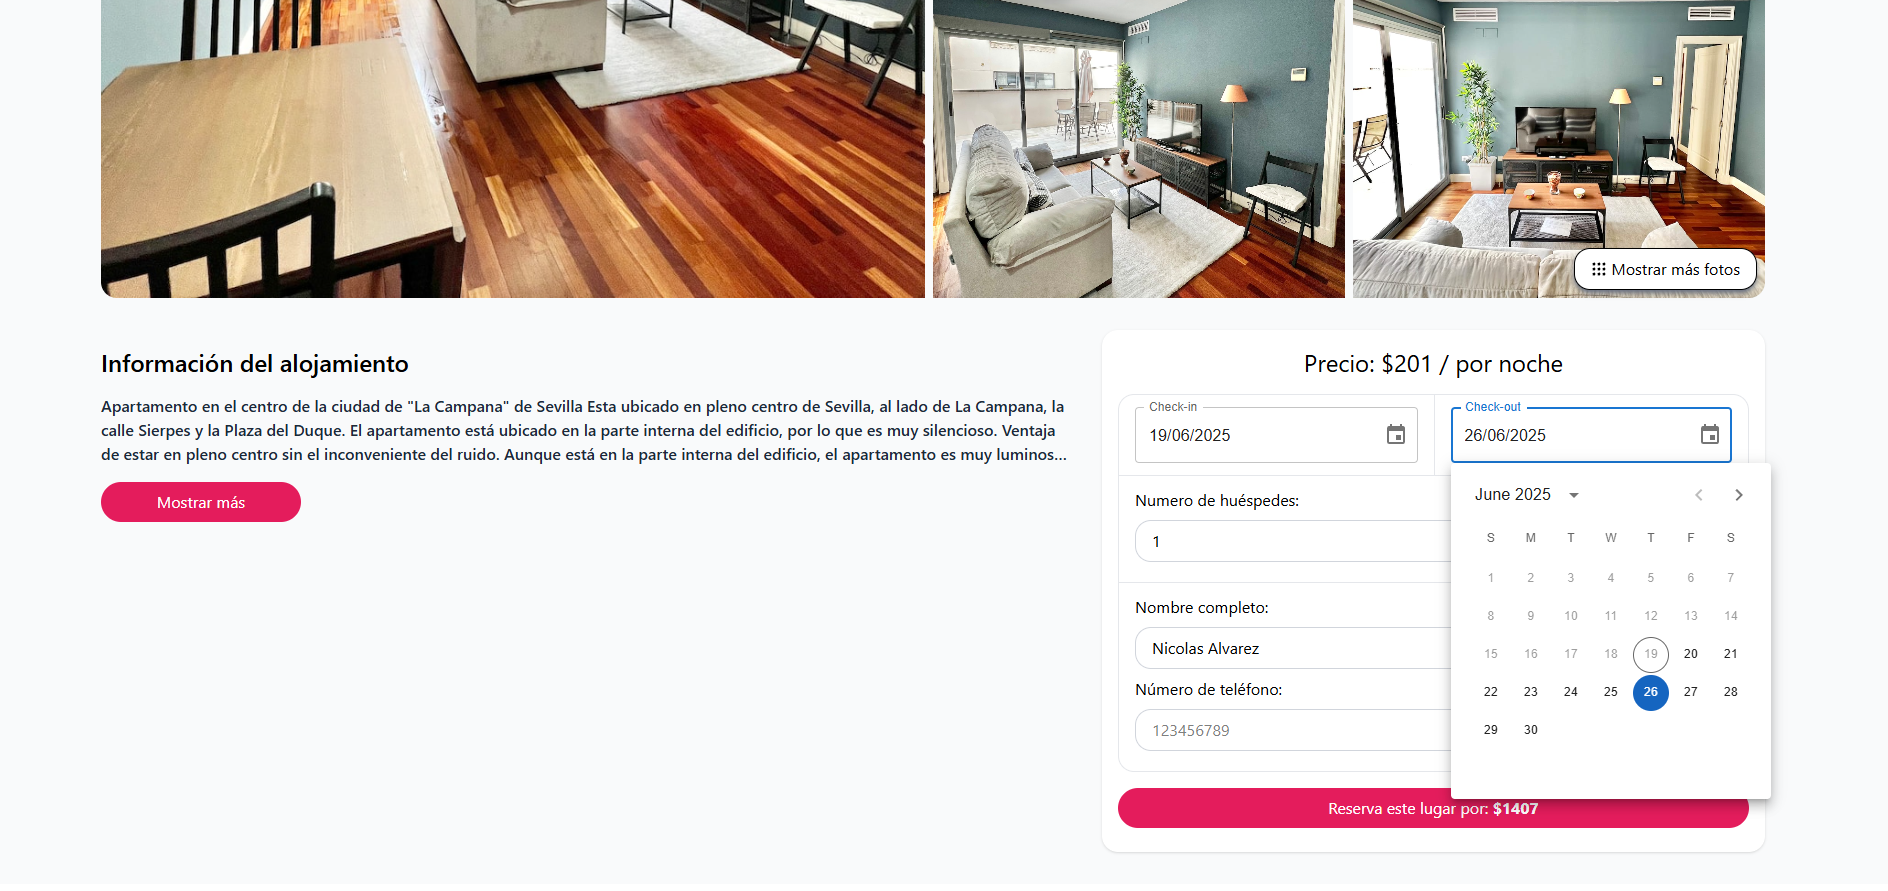 Mostrar más fotos
Información del alojamiento
Apartamento en el centro de la ciudad de "La Campana" de Sevilla Esta ubicado en pleno centro de Sevilla, al lado de La Campana, la
calle Sierpes y la Plaza del Duque. El apartamento está ubicado en la parte interna del edificio, por lo que es muy silencioso. Ventaja
de estar en pleno centro sin el inconveniente del ruido. Aunque está en la parte interna del edificio, el apartamento es muy luminos...
Mostrar más
Precio: $201 / por noche
Check-in
19/06/2025
Check-out
26/06/2025
Numero de huéspedes:
1
Nombre completo:
Nicolas Alvarez
Número de teléfono:
123456789
June 2025
S M T W T F S
1 2 3 4 5 6 7
8 9 10 11 12 13 14
15 16 17 18 19 20 21
22 23 24 25 26 27 28
29 30
Reserva este lugar por: $1407